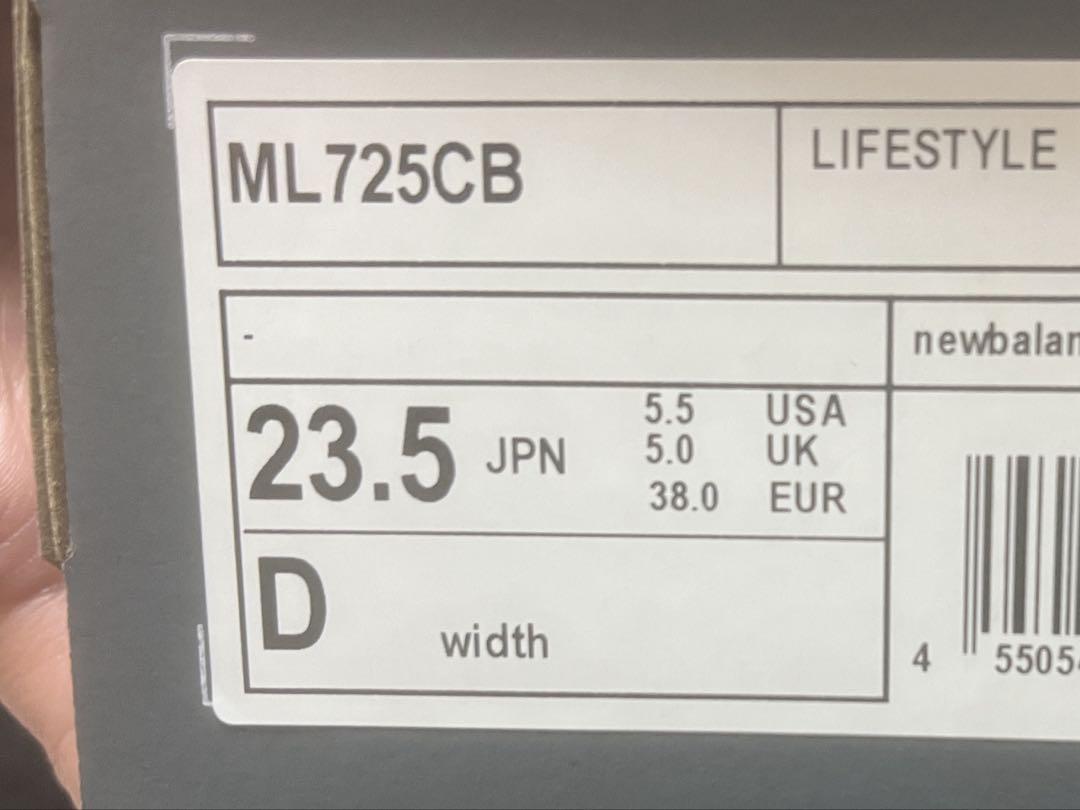 ML725CB
LIFESTYLE
-
newbalan
23.5 JPN
5.5 USA
5.0 UK
38.0 EUR
D width
4 5505